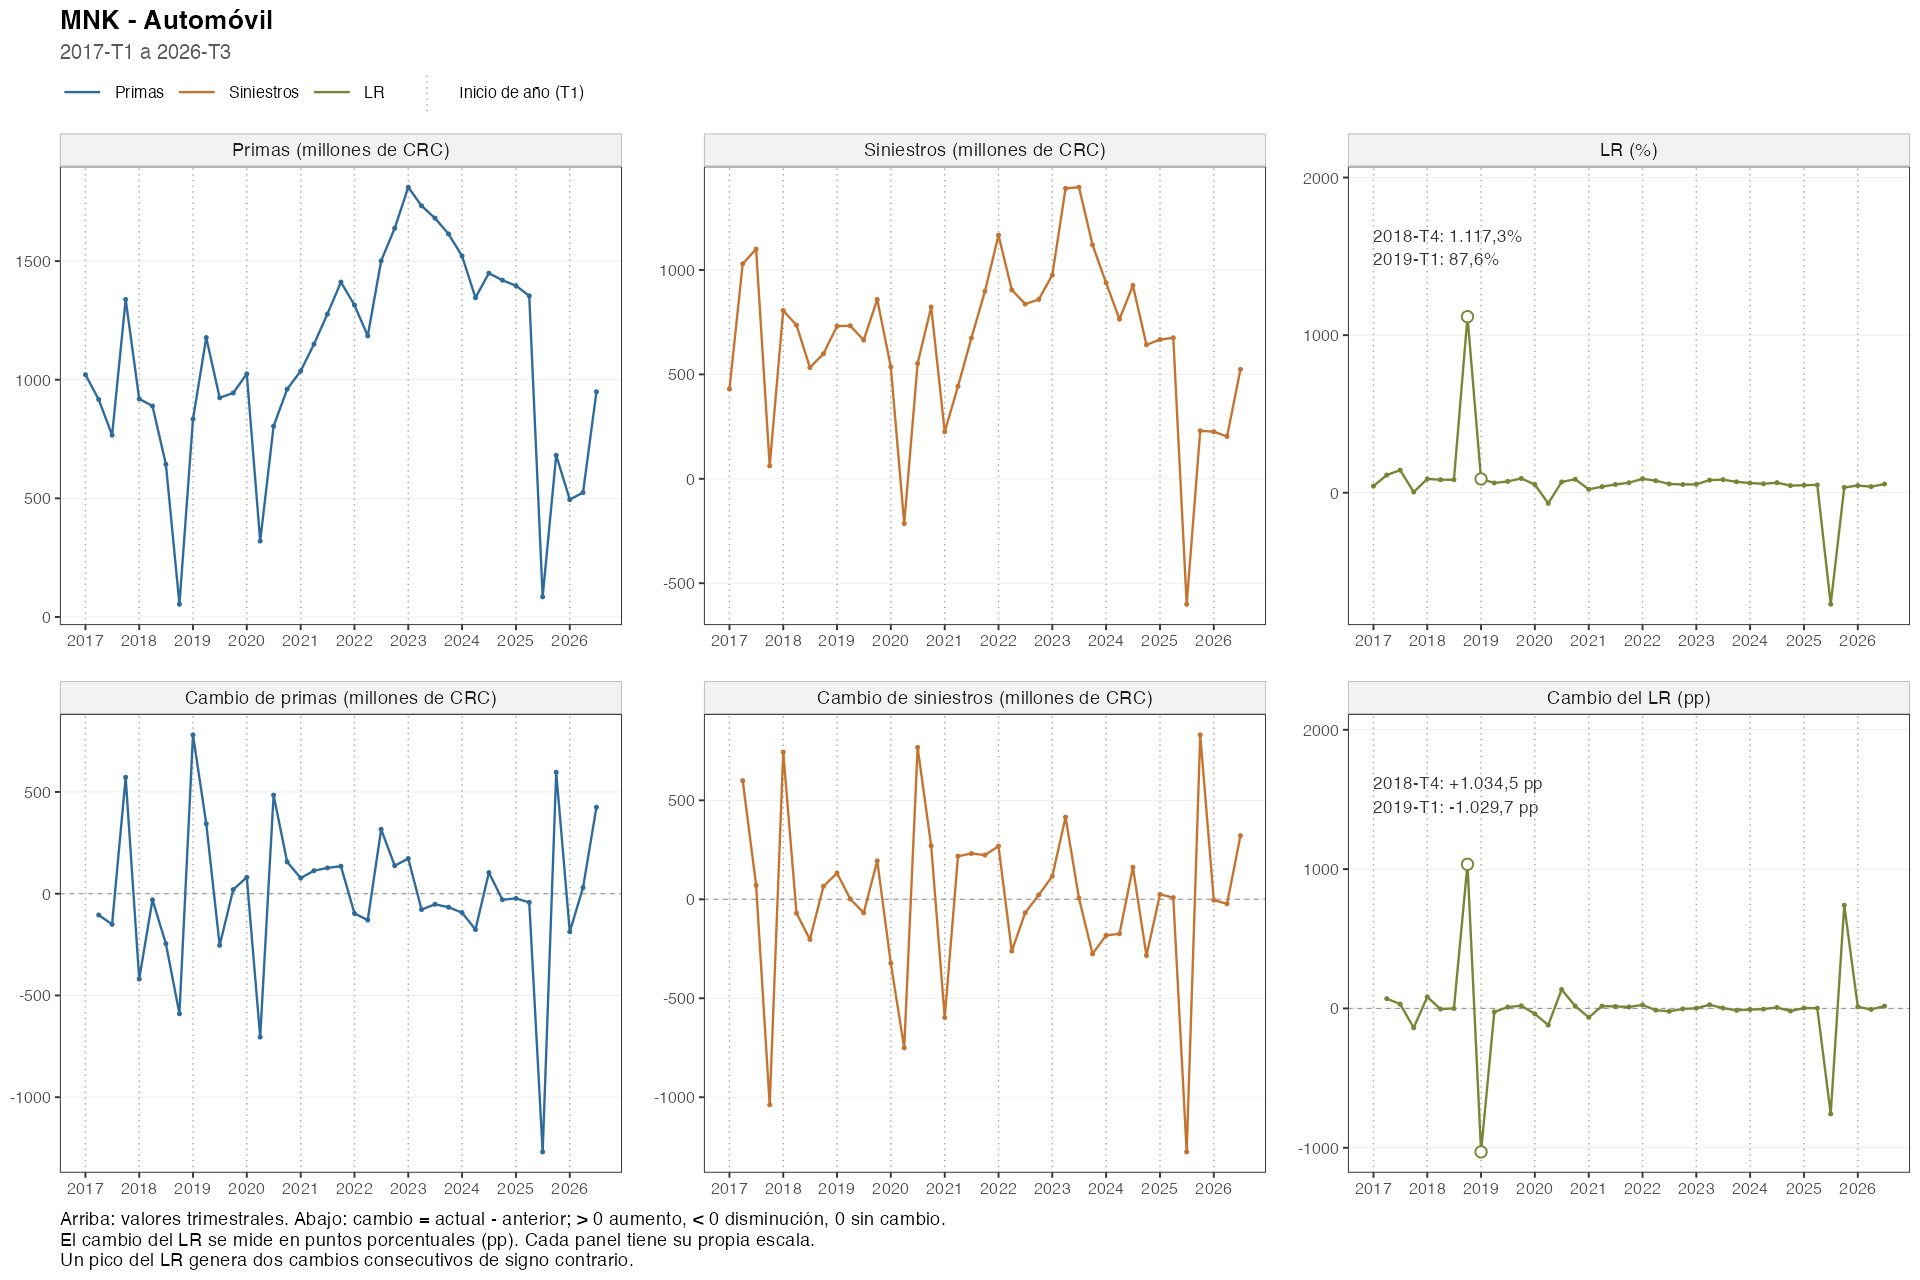 MNK - Automóvil
2017-T1 a 2026-T3
Primas Siniestros LR Inicio de año (T1)
Primas (millones de CRC)
1500
1000
500
0
2017 2018 2019 2020 2021 2022 2023 2024 2025 2026
Siniestros (millones de CRC)
1000
500
0
-500
2017 2018 2019 2020 2021 2022 2023 2024 2025 2026
LR (%)
2000
1000
0
2018-T4: 1.117,3%
2019-T1: 87,6%
2017 2018 2019 2020 2021 2022 2023 2024 2025 2026
Cambio de primas (millones de CRC)
500
0
-500
-1000
2017 2018 2019 2020 2021 2022 2023 2024 2025 2026
Cambio de siniestros (millones de CRC)
500
0
-500
-1000
2017 2018 2019 2020 2021 2022 2023 2024 2025 2026
Cambio del LR (pp)
2000
1000
0
-1000
2018-T4: +1.034,5 pp
2019-T1: -1.029,7 pp
2017 2018 2019 2020 2021 2022 2023 2024 2025 2026
Arriba: valores trimestrales. Abajo: cambio = actual - anterior; > 0 aumento, < 0 disminución, 0 sin cambio.
El cambio del LR se mide en puntos porcentuales (pp). Cada panel tiene su propia escala.
Un pico del LR genera dos cambios consecutivos de signo contrario.